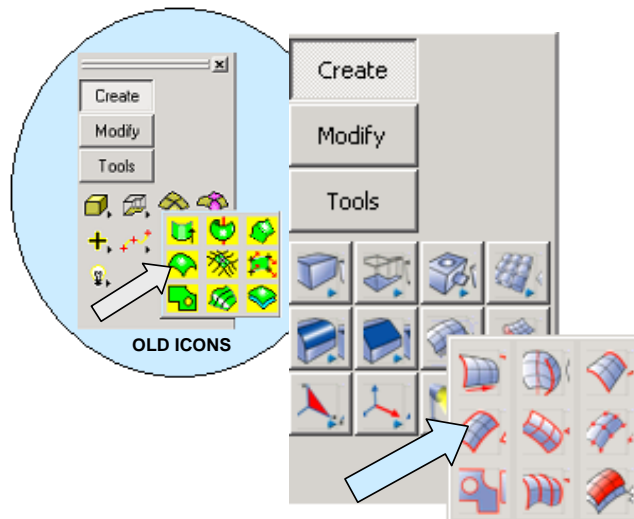 Create
Modify
Tools
OLD ICONS
Create
Modify
Tools